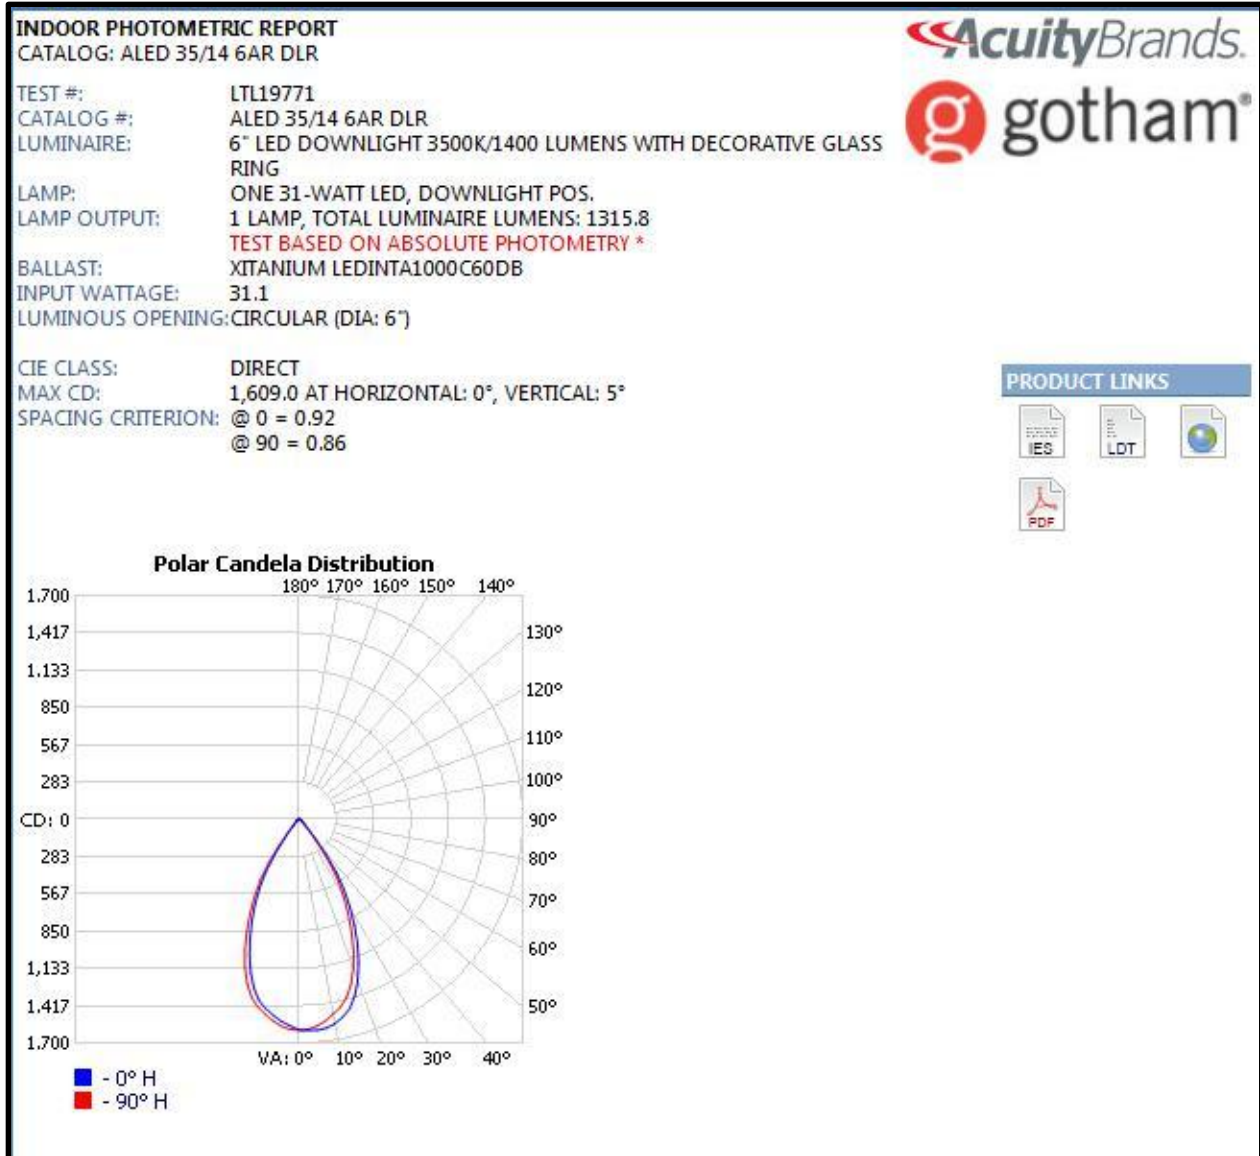 INDOOR PHOTOMETRIC REPORT
CATALOG: ALED 35/14 6AR DLR
AcuityBrands.
gotham®
TEST #: LTL19771
CATALOG #: ALED 35/14 6AR DLR
LUMINAIRE: 6" LED DOWNLIGHT 3500K/1400 LUMENS WITH DECORATIVE GLASS
RING
LAMP: ONE 31-WATT LED, DOWNLIGHT POS.
LAMP OUTPUT: 1 LAMP, TOTAL LUMINAIRE LUMENS: 1315.8
TEST BASED ON ABSOLUTE PHOTOMETRY *
BALLAST: XITANIUM LEDINTA1000C60DB
INPUT WATTAGE: 31.1
LUMINOUS OPENING: CIRCULAR (DIA: 6")
CIE CLASS: DIRECT
MAX CD: 1,609.0 AT HORIZONTAL: 0°, VERTICAL: 5°
SPACING CRITERION: @ 0 = 0.92
@ 90 = 0.86
PRODUCT LINKS
IES LDT
PDF
Polar Candela Distribution
180° 170° 160° 150° 140°
1.700
1,417 130°
1.133
120°
850
567 110°
283 100°
CD: 0 90°
283 80°
567 70°
850
60°
1,133
1.417 50°
1.700
VA: 0° 10° 20° 30° 40°
- 0° H
- 90° H